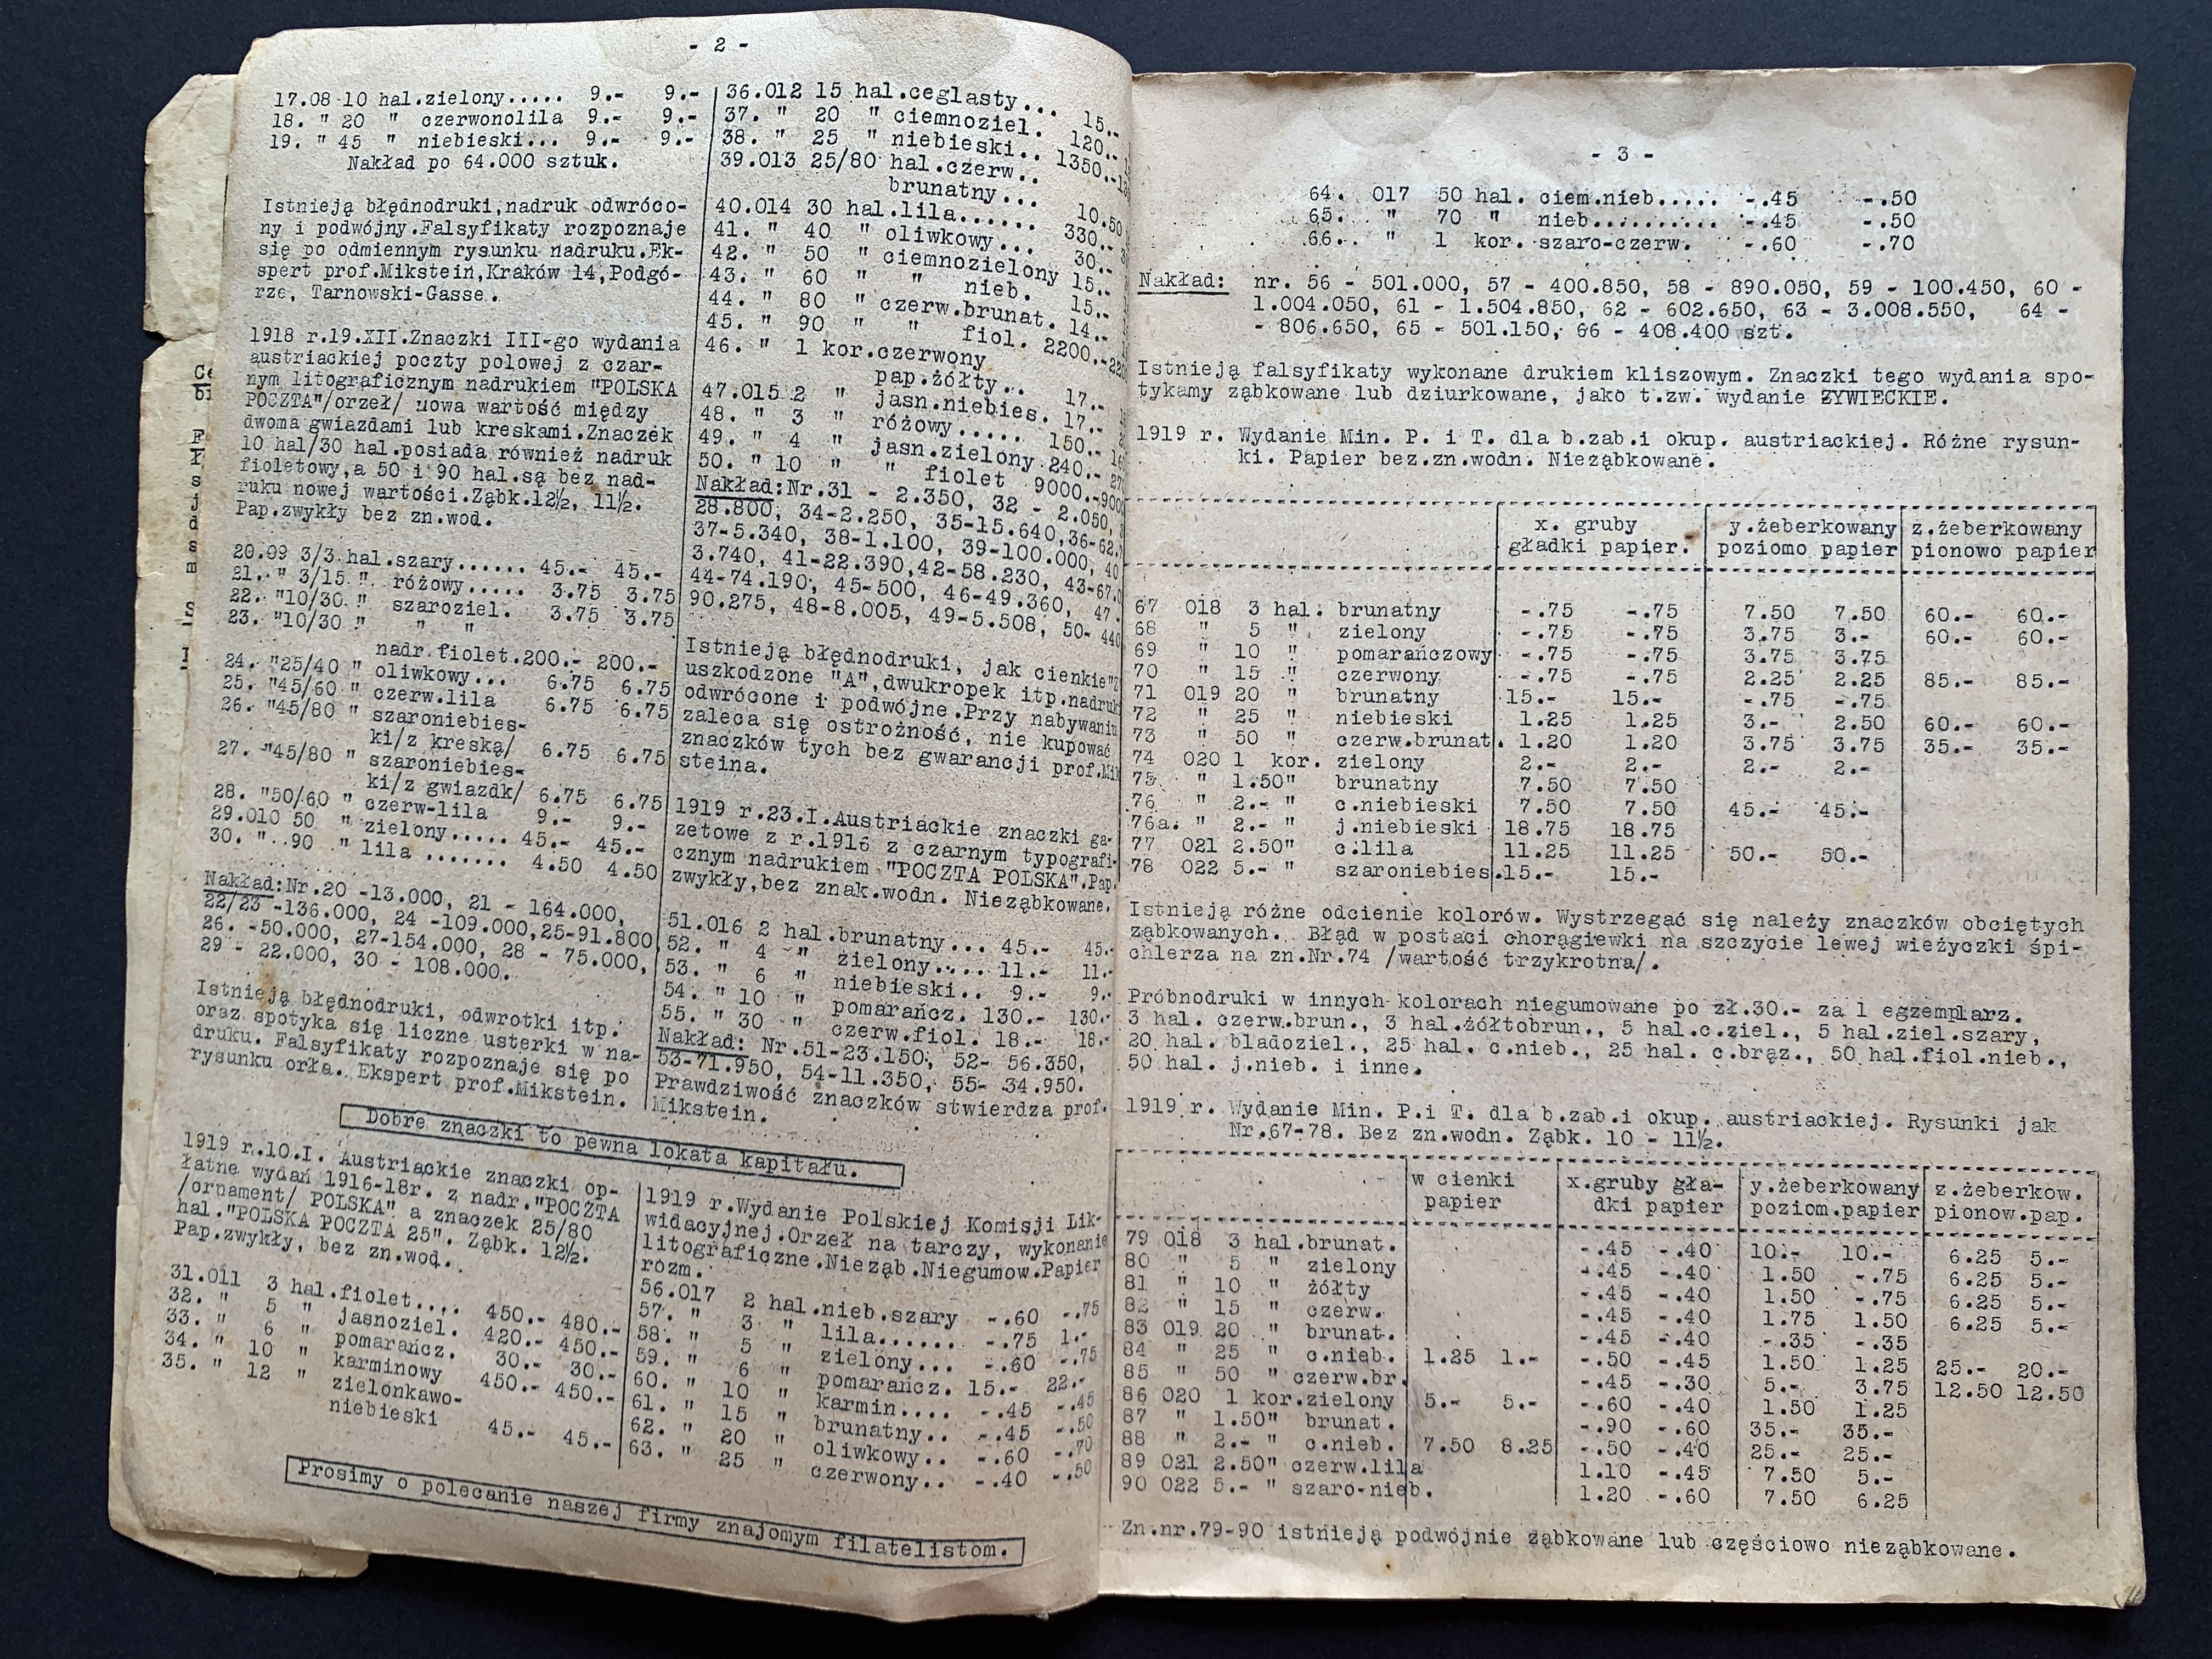 - 2 -
17.08 10 hal.zielony..... 9.- 9.-
18. " 20 " czerwonolila 9.- 9.-
19. " 45 " niebieski... 9.- 9.-
Nakład po 64.000 sztuk.
Istnieją błędnodruki,nadruk odwróco-
ny i podwójny.Falsyfikaty rozpoznaje
się po odmiennym rysunku nadruku.Ek-
spert prof.Mikstein,Kraków 14,Podgó-
rze, Tarnowski-Gasse.
1918 r.19.XII.Znaczki III-go wydania
austriackiej poczty polowej z czar-
nym litograficznym nadrukiem "POLSKA
POCZTA"/orzeł/ nowa wartość między
dwoma gwiazdami lub kreskami.Znaczek
10 hal/30 hal.posiada również nadruk
fioletowy,a 50 i 90 hal.są bez nad-
ruku nowej wartości.Ząbk.12½, 11½.
Pap.zwykły bez zn.wod.
20.09 3/3 hal.szary...... 45.- 45.-
21. " 3/15 " różowy..... 3.75 3.75
22. "10/30 " szaroziel. 3.75 3.75
23. "10/30 " " "
nadr.fiolet.200.- 200.-
24. "25/40 " oliwkowy... 6.75 6.75
25. "45/60 " czerw.lila 6.75 6.75
26. "45/80 " szaroniebies-
ki/z kreską/ 6.75 6.75
27. "45/80 " szaroniebies-
ki/z gwiazdk/ 6.75 6.75
28. "50/60 " czerw-lila 9.- 9.-
29.010 50 " zielony..... 45.- 45.-
30. " 90 " lila ....... 4.50 4.50
Nakład:Nr.20 -13.000, 21 - 164.000,
22/23 -136.000, 24 -109.000,25-91.800
26. -50.000, 27-154.000, 28 - 75.000,
29 - 22.000, 30 - 108.000.
Istnieją błędnodruki, odwrotki itp.
oraz spotyka się liczne usterki w na-
druku. Falsyfikaty rozpoznaje się po
rysunku orła. Ekspert prof.Mikstein.
36.012 15 hal.ceglasty... 15.-
37. " 20 " ciemnoziel. 120.-
38. " 25 " niebieski.. 1350.-
39.013 25/80 hal.czerw..
brunatny... 10.50
40.014 30 hal.lila...... 330.-
41. " 40 " oliwkowy... 30.-
42. " 50 " ciemnozielony 15.-
43. " 60 " " nieb. 15.-
44. " 80 " czerw.brunat. 14.-
45. " 90 " " fiol. 2200.-
46. " 1 kor.czerwony
pap.żółty.. 17.-
47.015 2 " jasn.niebies. 17.-
48. " 3 " różowy..... 150.-
49. " 4 " jasn.zielony 240.-
50. " 10 " " fiolet 9000.-
Nakład:Nr.31 - 2.350, 32 - 2.050,
28.800, 34-2.250, 35-15.640,36-62.
37-5.340, 38-1.100, 39-100.000, 40
3.740, 41-22.390,42-58.230, 43-67.
44-74.190, 45-500, 46-49.360, 47 -
90.275, 48-8.005, 49-5.508, 50- 440
Istnieją błędnodruki, jak cienkie"Z
uszkodzone "A",dwukropek itp.nadruk
odwrócone i podwójne.Przy nabywaniu
zaleca się ostrożność, nie kupować
znaczków tych bez gwarancji prof.Mik
steina.
1919 r.23.I.Austriackie znaczki ga-
zetowe z r.1916 z czarnym typografi-
cznym nadrukiem "POCZTA POLSKA".Pap.
zwykły,bez znak.wodn. Nieząbkowane.
51.016 2 hal.brunatny... 45.- 45.-
52. " 4 " zielony.... 11.- 11.-
53. " 6 " niebieski.. 9.- 9.-
54. " 10 " pomarańcz. 130.- 130.-
55. " 30 " czerw.fiol. 18.- 18.-
Nakład: Nr.51-23.150, 52- 56.350,
53-71.950, 54-11.350, 55- 34.950.
Prawdziwość znaczków stwierdza prof.
Mikstein.
Dobre znaczki to pewna lokata kapitału.
1919 r.10.I. Austriackie znaczki op-
łatne wydań 1916-18r. z nadr."POCZTA
/ornament/ POLSKA" a znaczek 25/80
hal."POLSKA POCZTA 25". Ząbk. 12½.
Pap.zwykły, bez zn.wod.
31.011 3 hal.fiolet.... 450.- 480.-
32. " 5 " jasnoziel. 420.- 450.-
33. " 6 " pomarańcz. 30.- 30.-
34. " 10 " karminowy 450.- 450.-
35. " 12 " zielonkawo-
niebieski 45.- 45.-
1919 r.Wydanie Polskiej Komisji Lik-
widacyjnej.Orzeł na tarczy, wykonanie
litograficzne.Nieząb.Niegumow.Papier
rozm.
56.017 2 hal.nieb.szary -.60 -.75
57. " 3 " lila...... -.75 1.-
58. " 5 " zielony... -.60 -.75
59. " 6 " pomarańcz. 15.- 22.-
60. " 10 " karmin.... -.45 -.45
61. " 15 " brunatny.. -.45 -.50
62. " 20 " oliwkowy.. -.60 -.70
63. " 25 " czerwony.. -.40 -.50
Prosimy o polecanie naszej firmy znajomym filatelistom.
- 3 -
64. 017 50 hal. ciem.nieb..... -.45 -.50
65. " 70 " nieb.......... -.45 -.50
66. " 1 kor. szaro-czerw. -.60 -.70
Nakład: nr. 56 - 501.000, 57 - 400.850, 58 - 890.050, 59 - 100.450, 60 -
1.004.050, 61 - 1.504.850, 62 - 602.650, 63 - 3.008.550, 64 -
- 806.650, 65 - 501.150, 66 - 408.400 szt.
Istnieją falsyfikaty wykonane drukiem kliszowym. Znaczki tego wydania spo-
tykamy ząbkowane lub dziurkowane, jako t.zw. wydanie ŻYWIECKIE.
1919 r. Wydanie Min. P. i T. dla b.zab.i okup. austriackiej. Różne rysun-
ki. Papier bez.zn.wodn. Nieząbkowane.
x. gruby y.żeberkowany z.żeberkowany
gładki papier. poziomo papier pionowo papier
67 018 3 hal. brunatny -.75 -.75 7.50 7.50 60.- 60.-
68 " 5 " zielony -.75 -.75 3.75 3.- 60.- 60.-
69 " 10 " pomarańczowy -.75 -.75 3.75 3.75
70 " 15 " czerwony -.75 -.75 2.25 2.25 85.- 85.-
71 019 20 " brunatny 15.- 15.- -.75 -.75
72 " 25 " niebieski 1.25 1.25 3.- 2.50 60.- 60.-
73 " 50 " czerw.brunat. 1.20 1.20 3.75 3.75 35.- 35.-
74 020 1 kor. zielony 2.- 2.- 2.- 2.-
75 " 1.50" brunatny 7.50 7.50
76 " 2.- " c.niebieski 7.50 7.50 45.- 45.-
76a. " 2.- " j.niebieski 18.75 18.75
77 021 2.50" c.lila 11.25 11.25 50.- 50.-
78 022 5.- " szaroniebies.15.- 15.-
Istnieją różne odcienie kolorów. Wystrzegać się należy znaczków obciętych
ząbkowanych. Błąd w postaci chorągiewki na szczycie lewej wieżyczki śpi-
chlerza na zn.Nr.74 /wartość trzykrotna/.
Próbnodruki w innych kolorach niegumowane po zł.30.- za 1 egzemplarz.
3 hal. czerw.brun., 3 hal.żółtobrun., 5 hal.c.ziel., 5 hal.ziel.szary,
20 hal. bladoziel., 25 hal. c.nieb., 25 hal. c.brąz., 50 hal.fiol.nieb.,
50 hal. j.nieb. i inne.
1919 r. Wydanie Min. P.i T. dla b.zab.i okup. austriackiej. Rysunki jak
Nr.67-78. Bez zn.wodn. Ząbk. 10 - 11½.
w cienki x.gruby gła- y.żeberkowany z.żeberkow.
papier dki papier poziom.papier pionow.pap.
79 018 3 hal.brunat. -.45 -.40 10.- 10.- 6.25 5.-
80 " 5 " zielony -.45 -.40 1.50 -.75 6.25 5.-
81 " 10 " żółty -.45 -.40 1.50 -.75 6.25 5.-
82 " 15 " czerw. -.45 -.40 1.75 1.50 6.25 5.-
83 019 20 " brunat. -.45 -.40 -.35 -.35
84 " 25 " c.nieb. 1.25 1.- -.50 -.45 1.50 1.25 25.- 20.-
85 " 50 " czerw.br. -.45 -.30 5.- 3.75 12.50 12.50
86 020 1 kor.zielony 5.- 5.- -.60 -.40 1.50 1.25
87 " 1.50" brunat. -.90 -.60 35.- 35.-
88 " 2.- " c.nieb. 7.50 8.25 -.50 -.40 25.- 25.-
89 021 2.50" czerw.lila 1.10 -.45 7.50 5.-
90 022 5.- " szaro-nieb. 1.20 -.60 7.50 6.25
Zn.nr.79-90 istnieją podwójnie ząbkowane lub częściowo nieząbkowane.